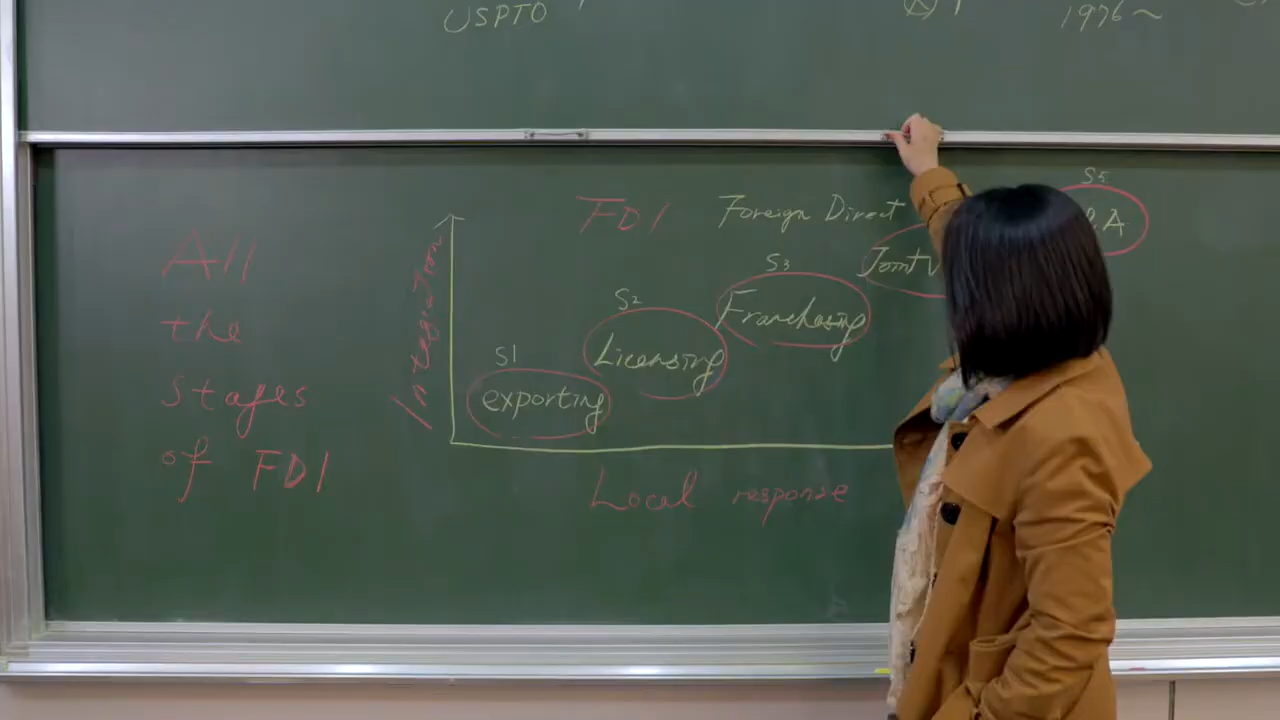 USPTO
1976~
All
the
stages
of FDI
Integration
FDI Foreign Direct
S5
S3
Joint V
S2
Franchising
S1
Licensing
exporting
Local response